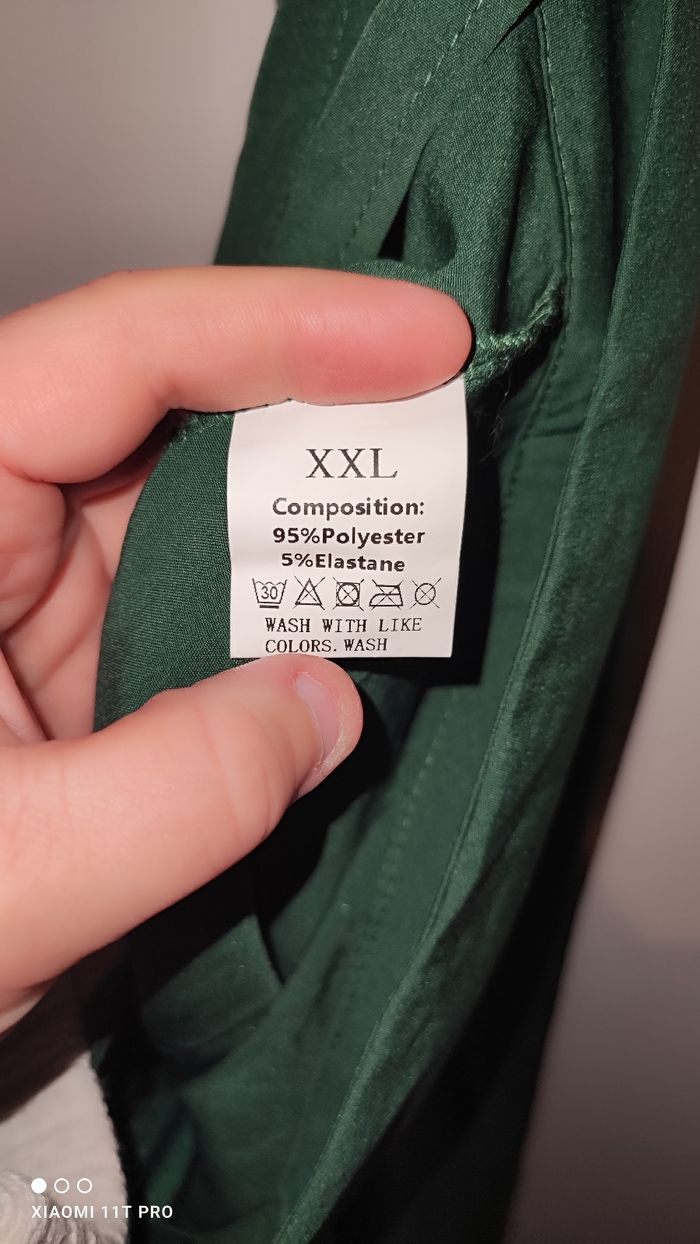 XXL
Composition:
95%Polyester
5%Elastane
30
WASH WITH LIKE
COLORS. WASH
XIAOMI 11T PRO